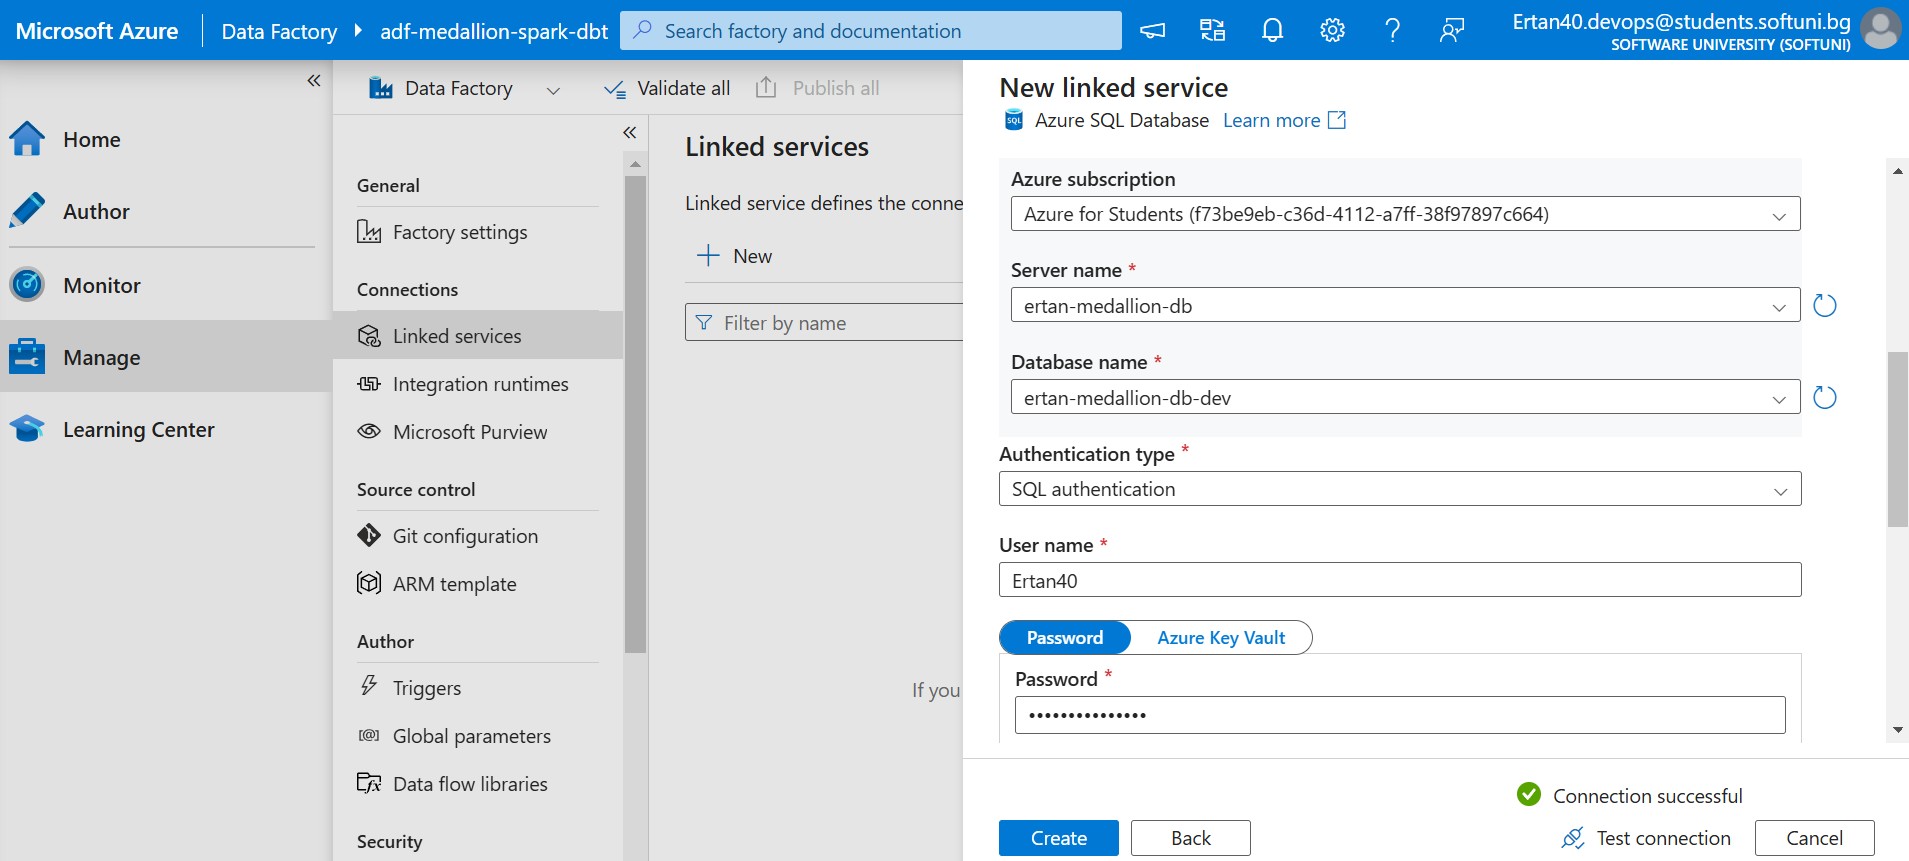 Microsoft Azure
Data Factory
adf-medallion-spark-dbt
Search factory and documentation
Ertan40.devops@students.softuni.bg
SOFTWARE UNIVERSITY (SOFTUNI)
Home
Author
Monitor
Manage
Learning Center
Data Factory
Validate all
Publish all
General
Factory settings
Connections
Linked services
Integration runtimes
Microsoft Purview
Source control
Git configuration
ARM template
Author
Triggers
Global parameters
Data flow libraries
Security
Linked services
Linked service defines the conne
New
Filter by name
If you
New linked service
SQL
Azure SQL Database Learn more
Azure subscription
Azure for Students (f73be9eb-c36d-4112-a7ff-38f97897c664)
Server name *
ertan-medallion-db
Database name *
ertan-medallion-db-dev
Authentication type *
SQL authentication
User name *
Ertan40
Password Azure Key Vault
Password *
•••••••••••••••
Connection successful
Create Back Test connection Cancel